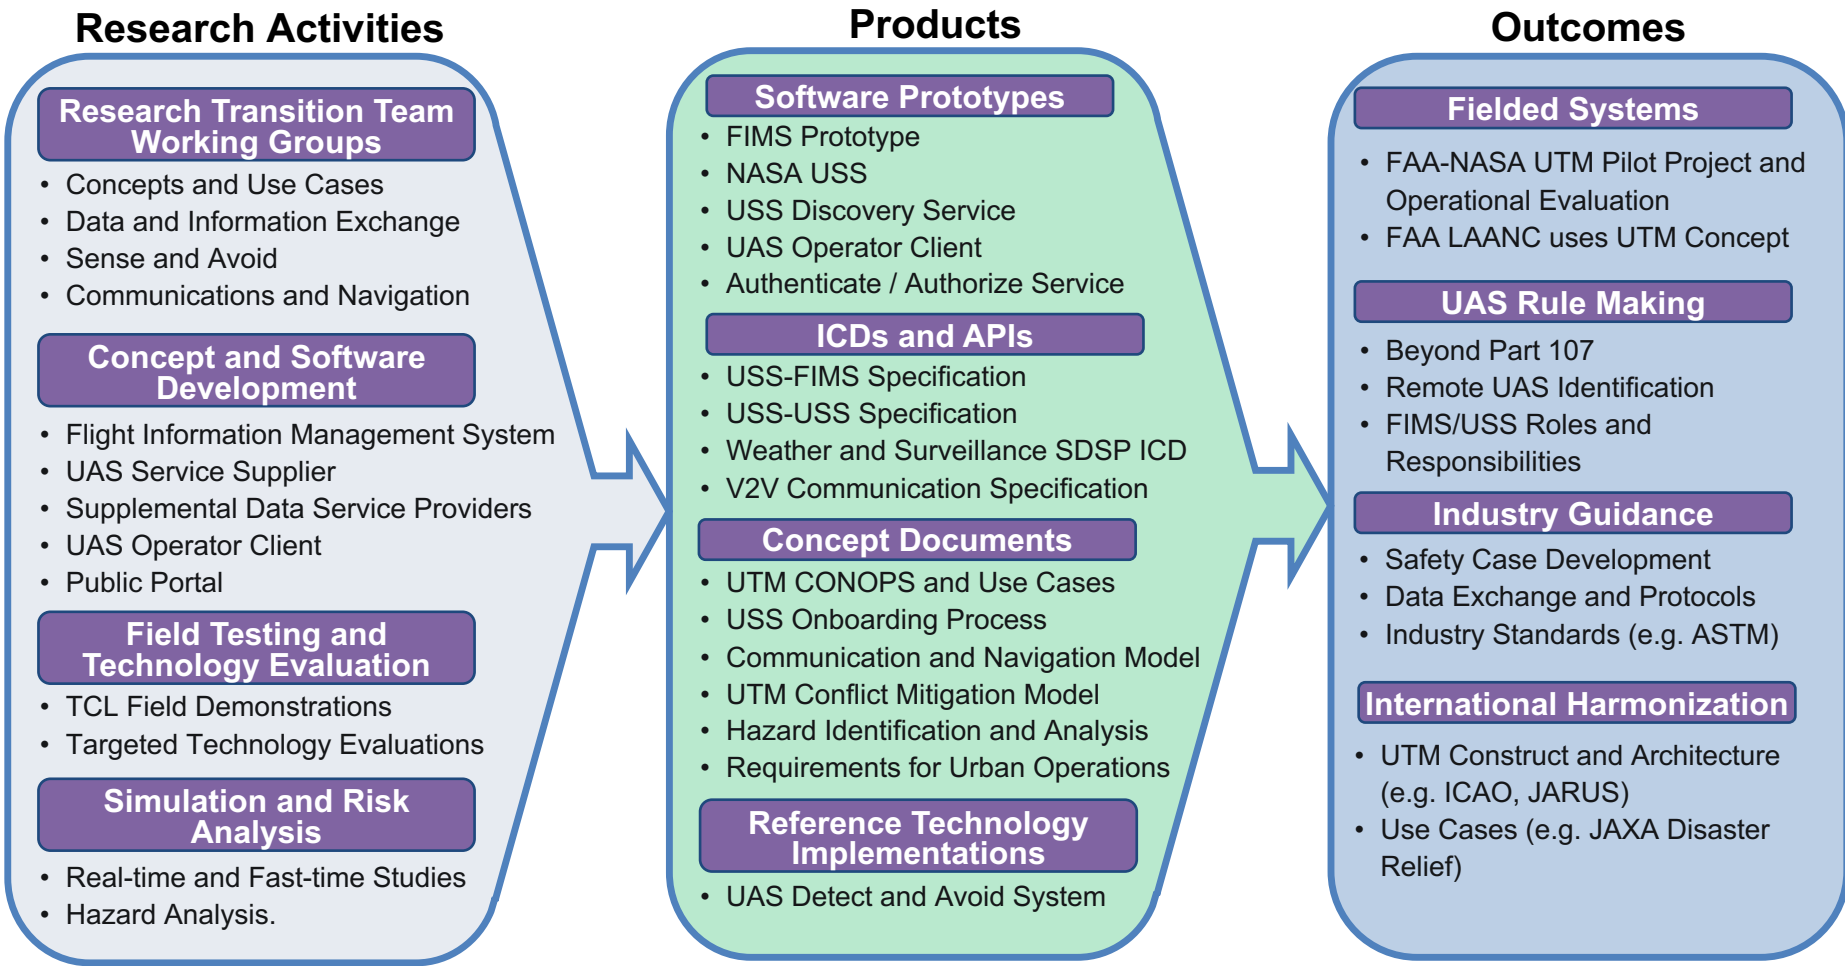 Research Activities
Research Transition Team
Working Groups
• Concepts and Use Cases
• Data and Information Exchange
• Sense and Avoid
• Communications and Navigation
Concept and Software
Development
• Flight Information Management System
• UAS Service Supplier
• Supplemental Data Service Providers
• UAS Operator Client
• Public Portal
Field Testing and
Technology Evaluation
• TCL Field Demonstrations
• Targeted Technology Evaluations
Simulation and Risk
Analysis
• Real-time and Fast-time Studies
• Hazard Analysis.
Products
Software Prototypes
• FIMS Prototype
• NASA USS
• USS Discovery Service
• UAS Operator Client
• Authenticate / Authorize Service
ICDs and APIs
• USS-FIMS Specification
• USS-USS Specification
• Weather and Surveillance SDSP ICD
• V2V Communication Specification
Concept Documents
• UTM CONOPS and Use Cases
• USS Onboarding Process
• Communication and Navigation Model
• UTM Conflict Mitigation Model
• Hazard Identification and Analysis
• Requirements for Urban Operations
Reference Technology
Implementations
• UAS Detect and Avoid System
Outcomes
Fielded Systems
• FAA-NASA UTM Pilot Project and
Operational Evaluation
• FAA LAANC uses UTM Concept
UAS Rule Making
• Beyond Part 107
• Remote UAS Identification
• FIMS/USS Roles and
Responsibilities
Industry Guidance
• Safety Case Development
• Data Exchange and Protocols
• Industry Standards (e.g. ASTM)
International Harmonization
• UTM Construct and Architecture
(e.g. ICAO, JARUS)
• Use Cases (e.g. JAXA Disaster
Relief)